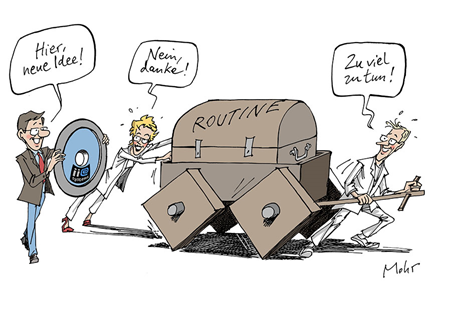 Hier,
neue Idee!
Nein,
danke!
Zu viel
zu tun!
ROUTINE
Mohr